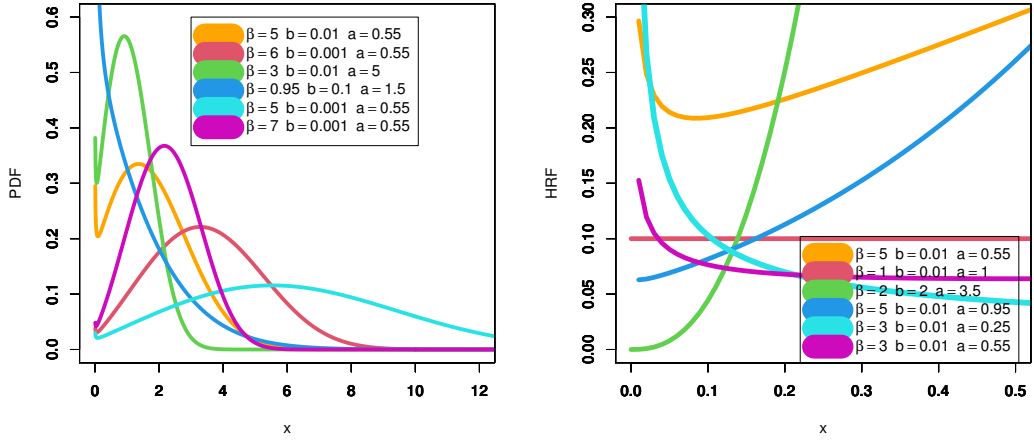 PDF
0.0 0.1 0.2 0.3 0.4 0.5 0.6
β = 5 b = 0.01 a = 0.55
β = 6 b = 0.001 a = 0.55
β = 3 b = 0.01 a = 5
β = 0.95 b = 0.1 a = 1.5
β = 5 b = 0.001 a = 0.55
β = 7 b = 0.001 a = 0.55
0 2 4 6 8 10 12
x
HRF
0.00 0.05 0.10 0.15 0.20 0.25 0.30
β = 5 b = 0.01 a = 0.55
β = 1 b = 0.01 a = 1
β = 2 b = 2 a = 3.5
β = 5 b = 0.01 a = 0.95
β = 3 b = 0.01 a = 0.25
β = 3 b = 0.01 a = 0.55
0.0 0.1 0.2 0.3 0.4 0.5
x